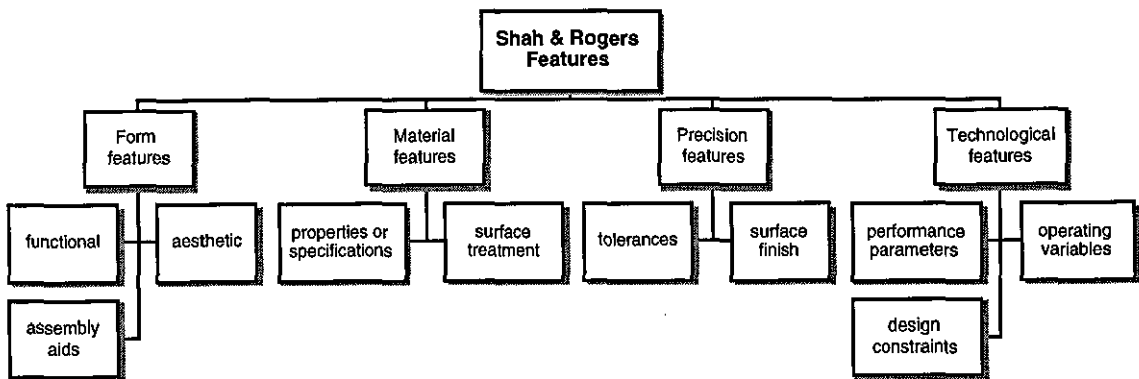 Shah & Rogers
Features
Form
features
Material
features
Precision
features
Technological
features
functional
aesthetic
properties or
specifications
surface
treatment
tolerances
surface
finish
performance
parameters
operating
variables
assembly
aids
design
constraints